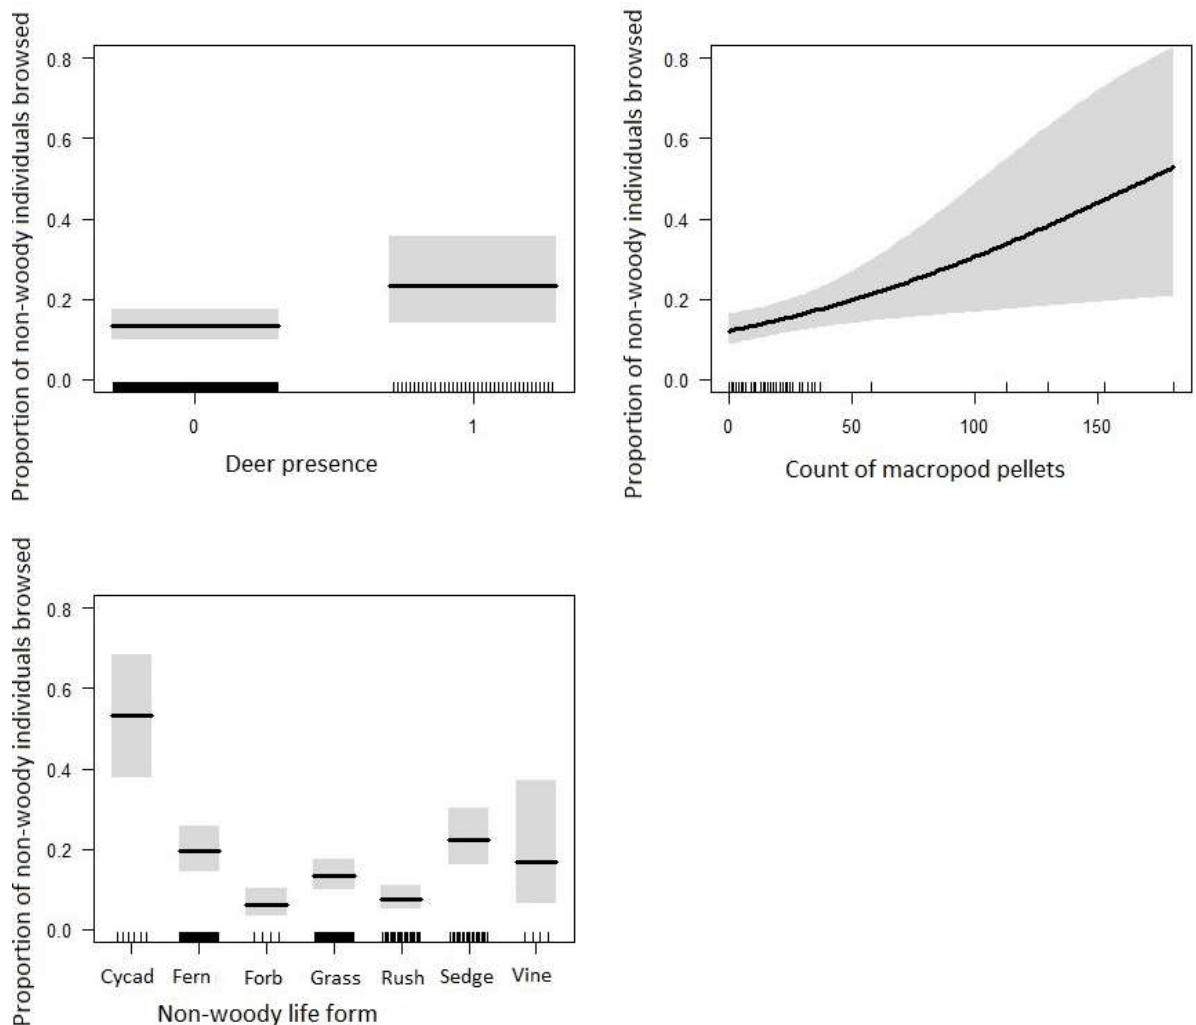 Proportion of non-woody individuals browsed
0.8
0.6
0.4
0.2
0.0
0 1
Deer presence
Proportion of non-woody individuals browsed
0.8
0.6
0.4
0.2
0.0
0 50 100 150
Count of macropod pellets
Proportion of non-woody individuals browsed
0.8
0.6
0.4
0.2
0.0
Cycad Fern Forb Grass Rush Sedge Vine
Non-woody life form